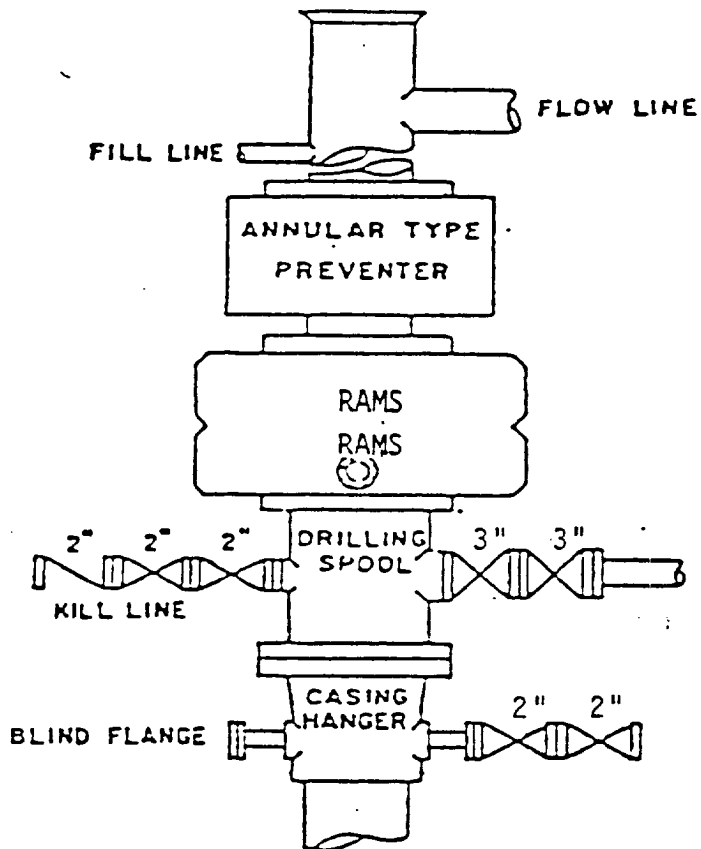 FLOW LINE
FILL LINE
ANNULAR TYPE
PREVENTER
RAMS
RAMS
2" 2" 2"
DRILLING
SPOOL
3" 3"
KILL LINE
CASING
HANGER
2" 2"
BLIND FLANGE